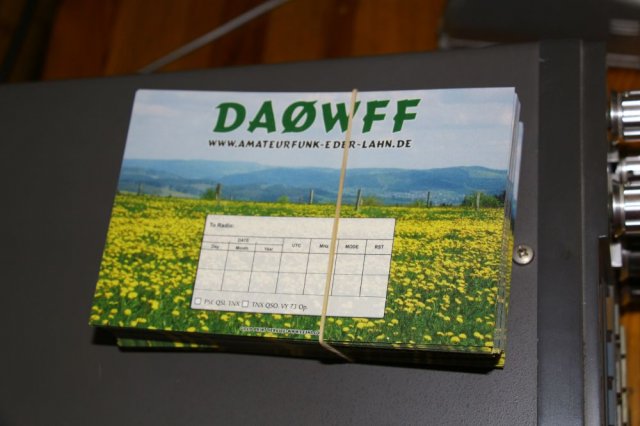 DAØWFF
WWW.AMATEURFUNK-EDER-LAHN.DE
To Radio:
DATE UTC MHz MODE RST
Day Month Year
PSE QSL TNX TNX QSO. VY 73 Op.